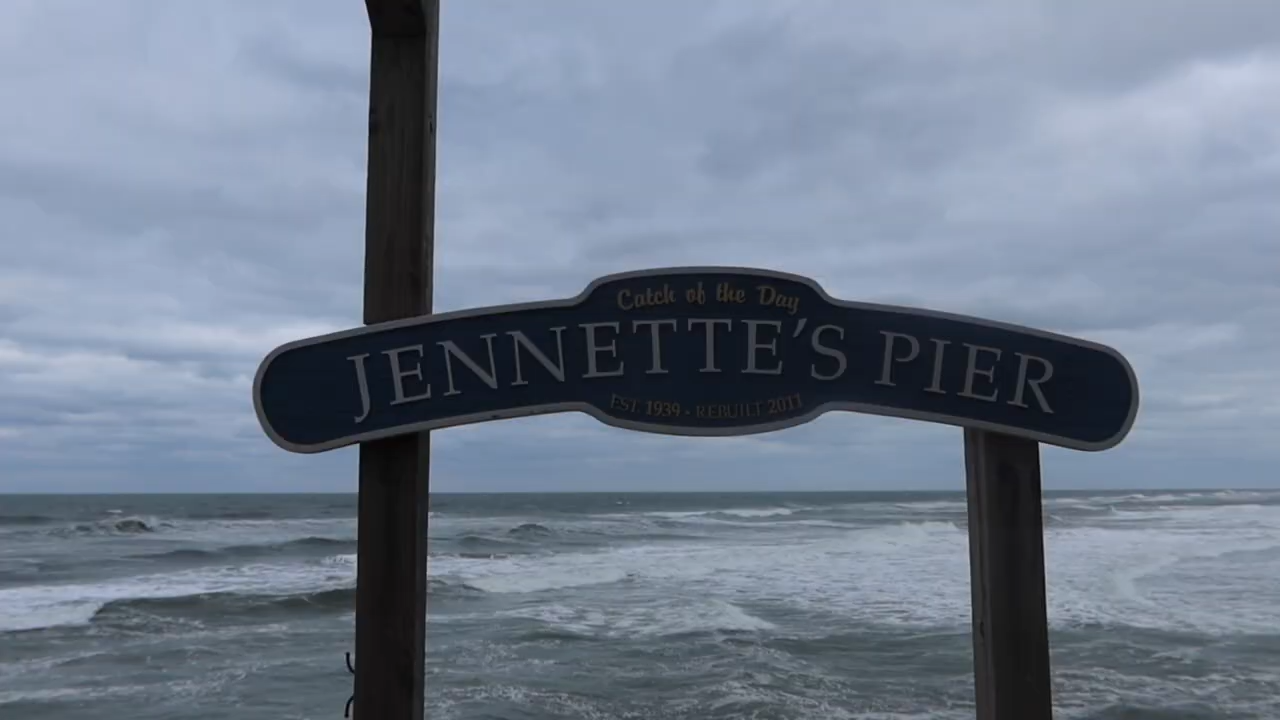 Catch of the Day
JENNETTE'S PIER
EST. 1939 - REBUILT 2011